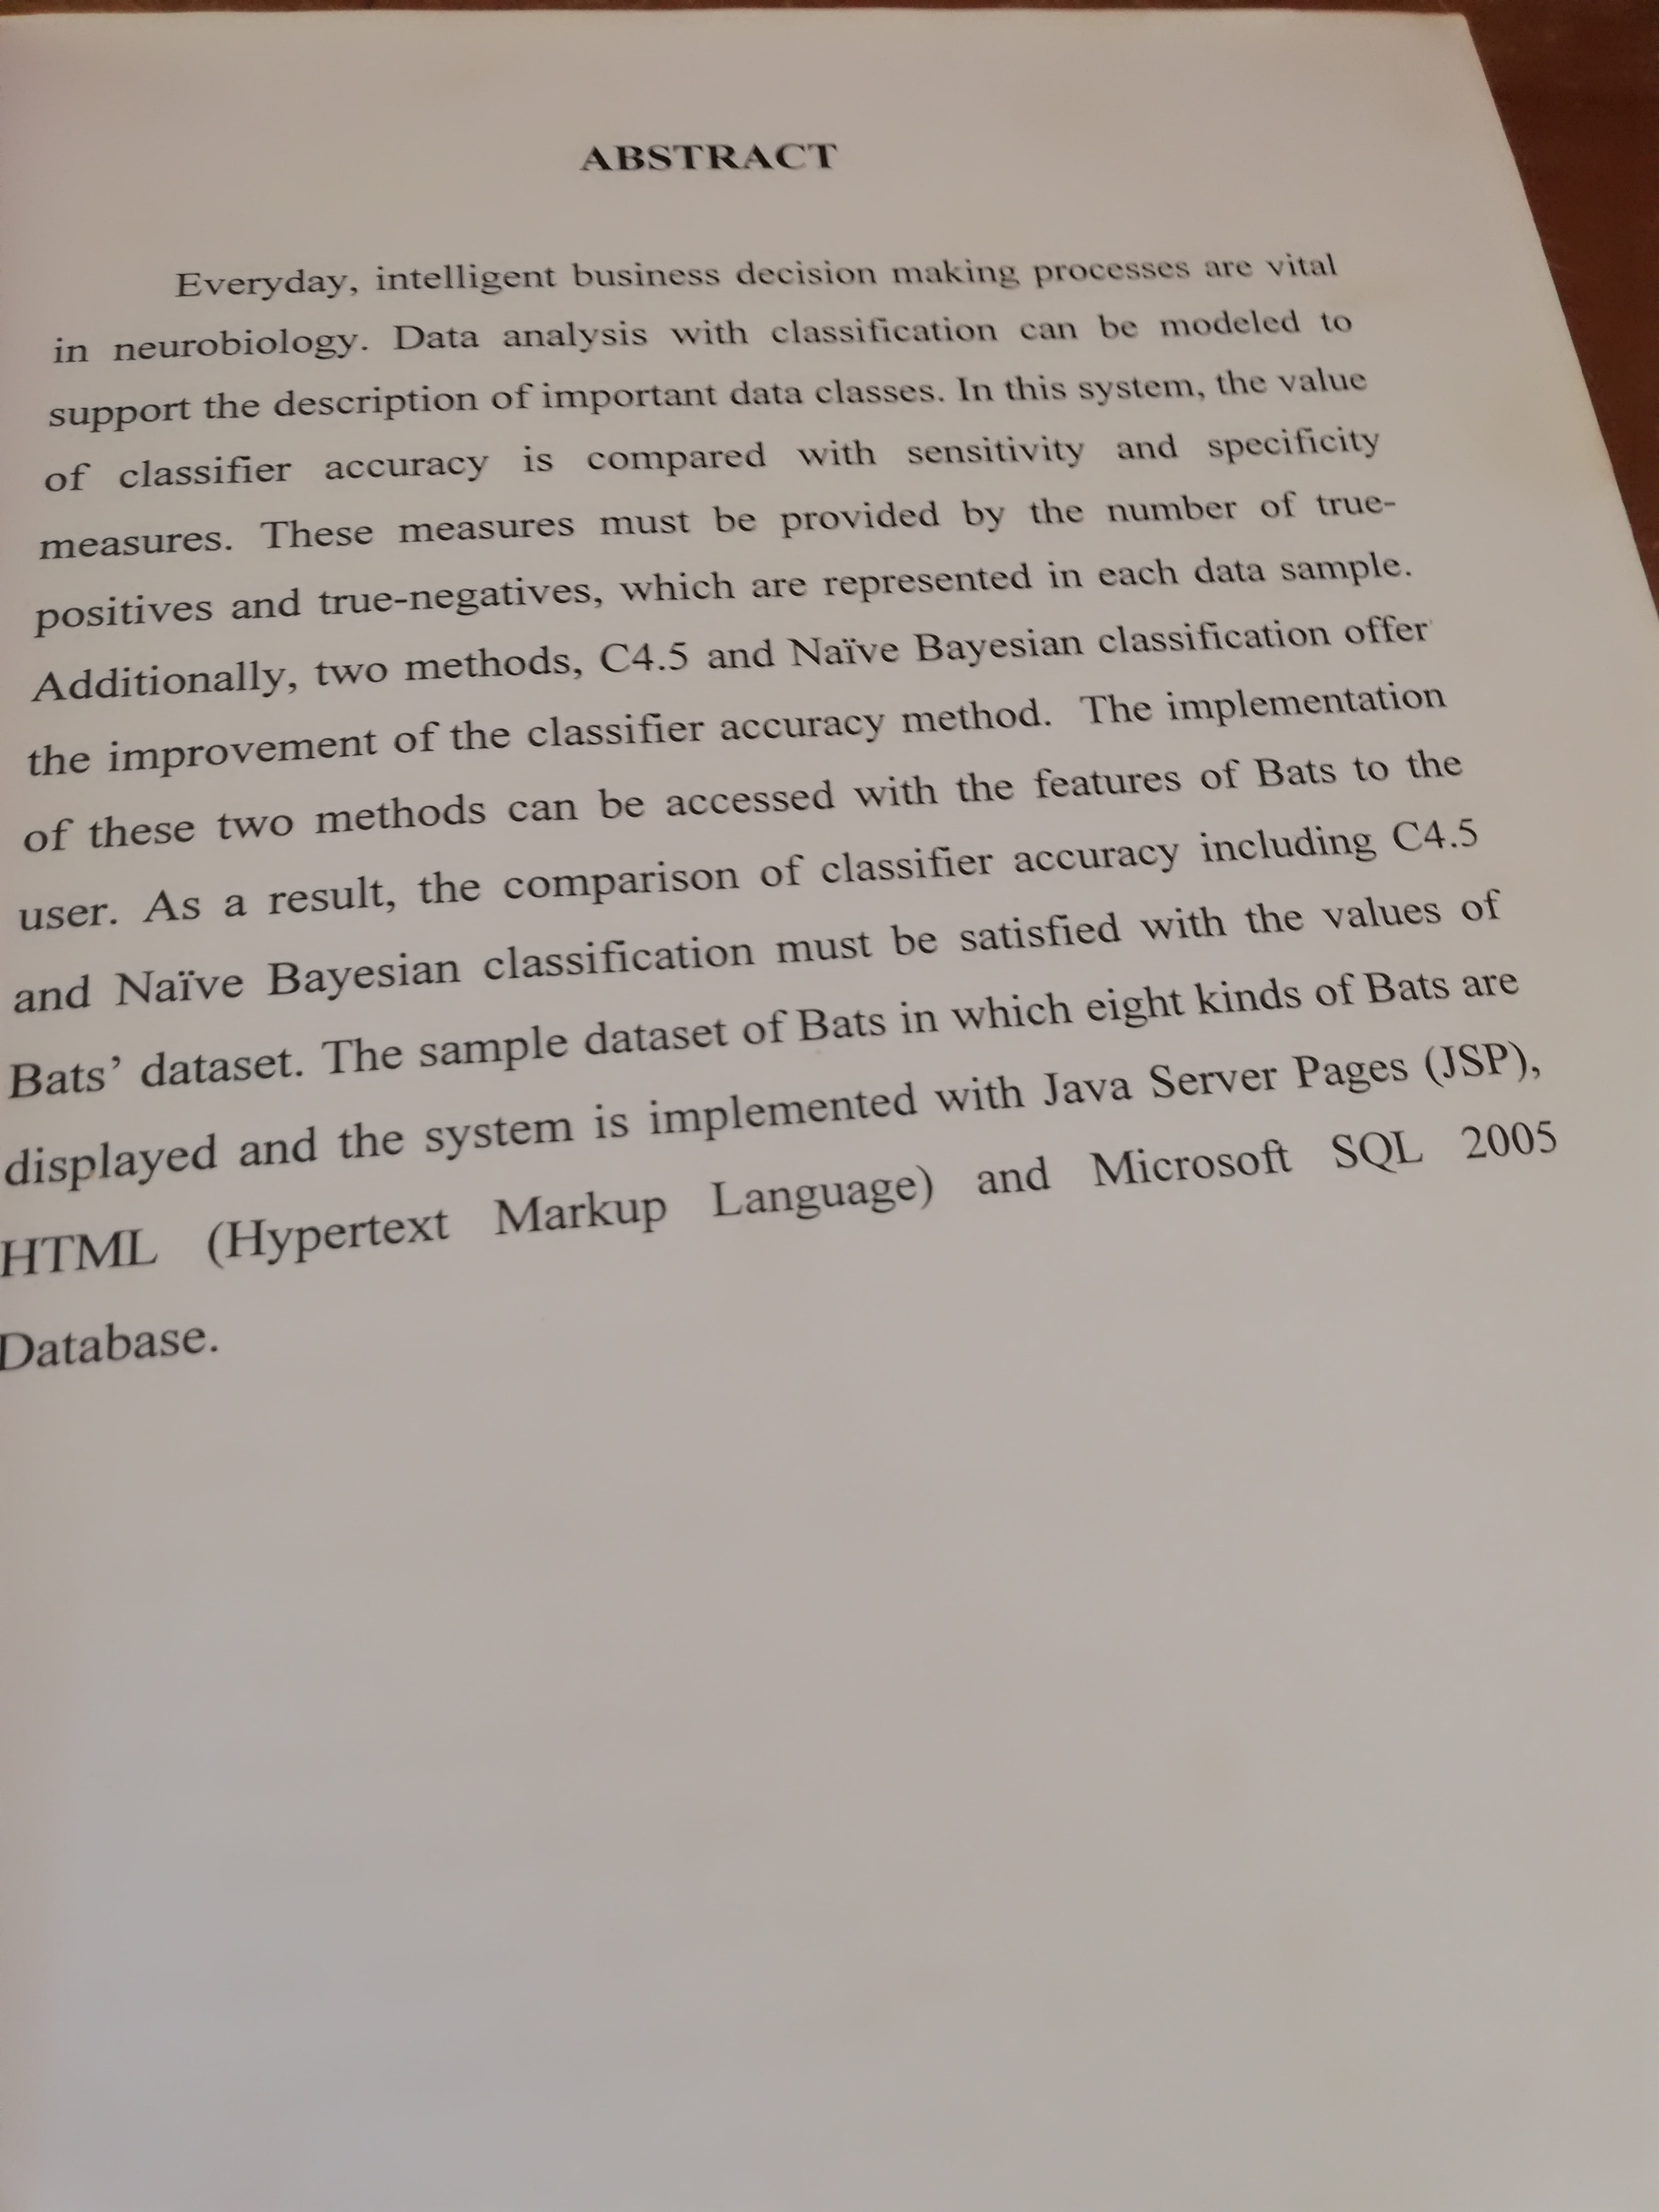 ABSTRACT
Everyday, intelligent business decision making processes are vital
in neurobiology. Data analysis with classification can be modeled to
support the description of important data classes. In this system, the value
of classifier accuracy is compared with sensitivity and specificity
measures. These measures must be provided by the number of true-
positives and true-negatives, which are represented in each data sample.
Additionally, two methods, C4.5 and Naïve Bayesian classification offer
the improvement of the classifier accuracy method. The implementation
of these two methods can be accessed with the features of Bats to the
user. As a result, the comparison of classifier accuracy including C4.5
and Naïve Bayesian classification must be satisfied with the values of
Bats’ dataset. The sample dataset of Bats in which eight kinds of Bats are
displayed and the system is implemented with Java Server Pages (JSP),
HTML (Hypertext Markup Language) and Microsoft SQL 2005
Database.